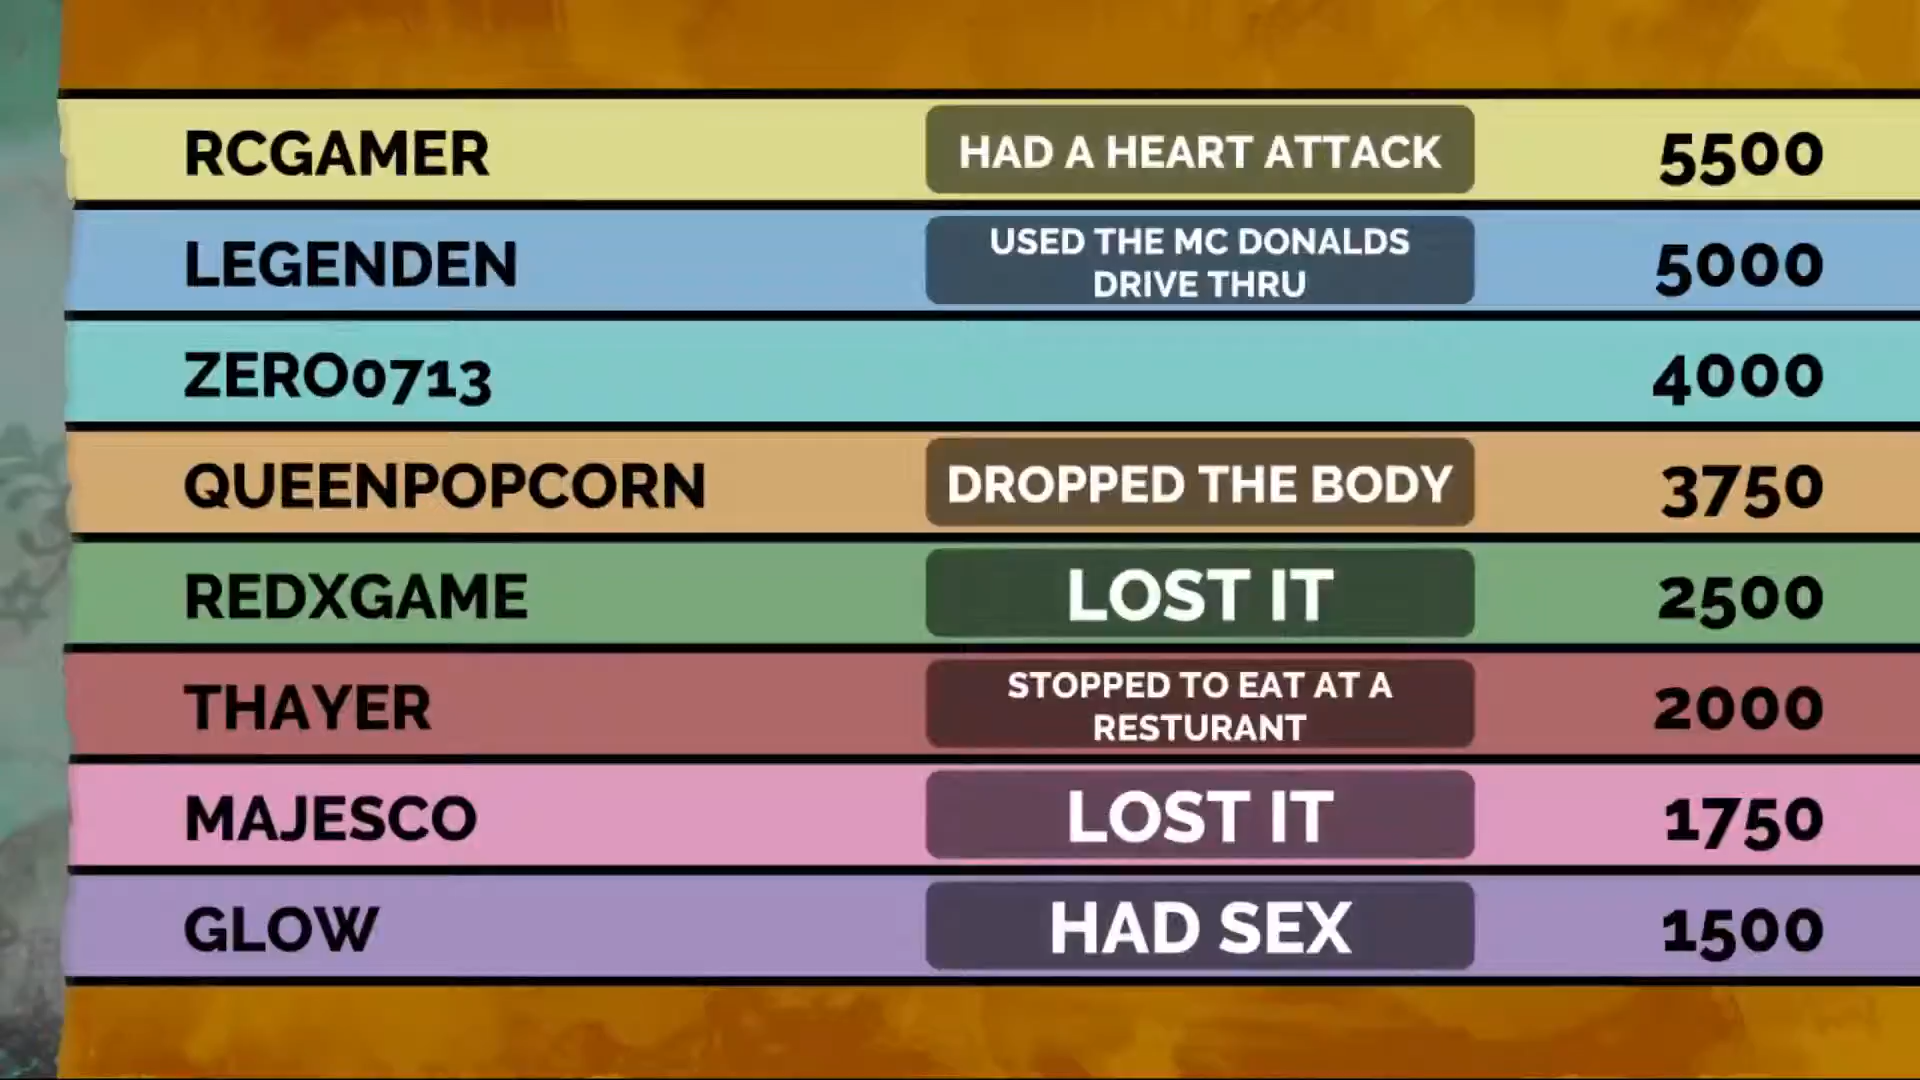 RCGAMER HAD A HEART ATTACK 5500
LEGENDEN USED THE MC DONALDS
DRIVE THRU 5000
ZERO0713 4000
QUEENPOPCORN DROPPED THE BODY 3750
REDXGAME LOST IT 2500
THAYER STOPPED TO EAT AT A
RESTURANT 2000
MAJESCO LOST IT 1750
GLOW HAD SEX 1500